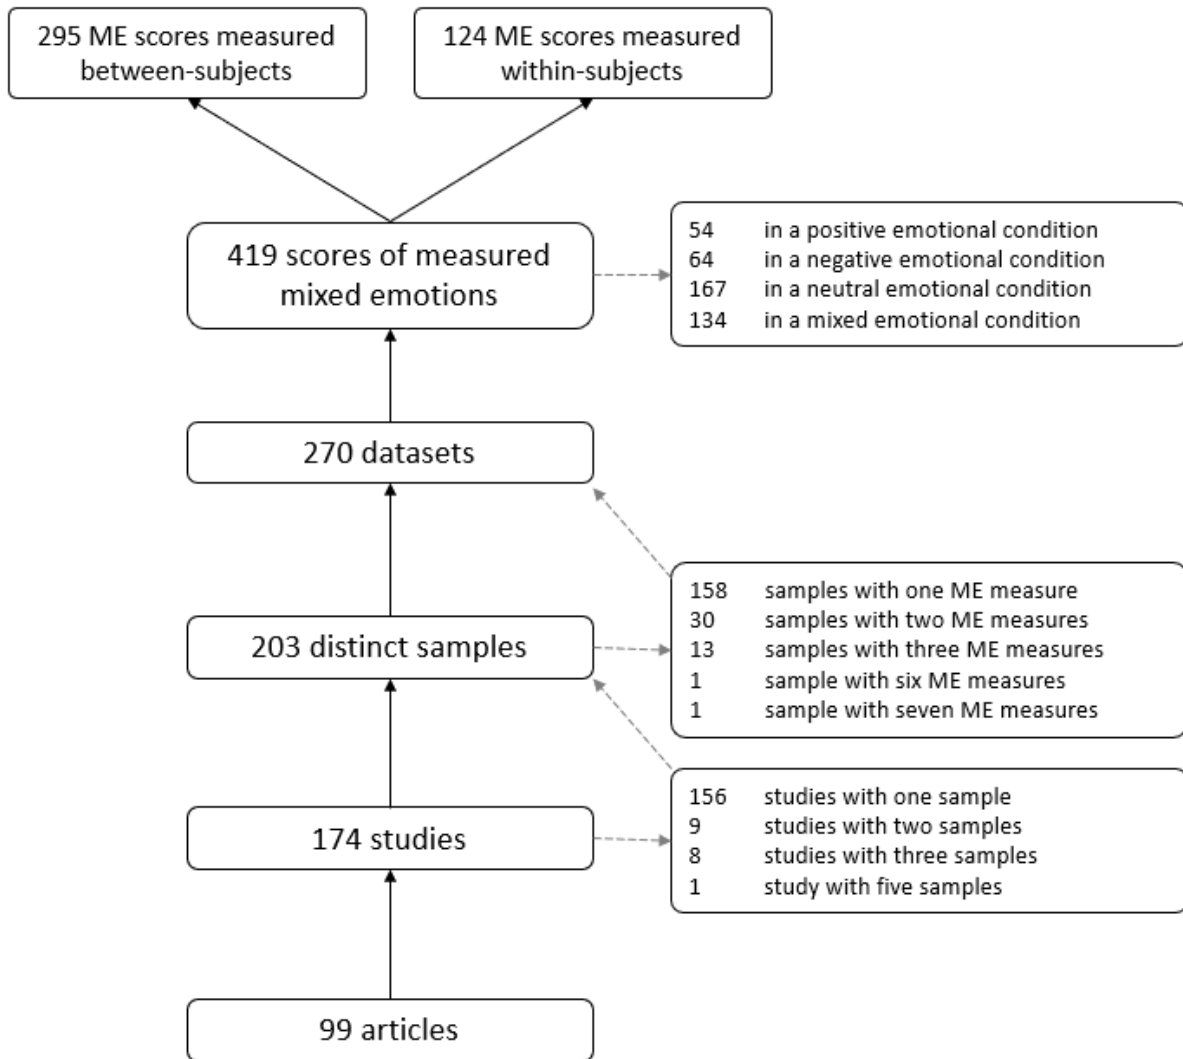 295 ME scores measured
between-subjects
124 ME scores measured
within-subjects
419 scores of measured
mixed emotions
54 in a positive emotional condition
64 in a negative emotional condition
167 in a neutral emotional condition
134 in a mixed emotional condition
270 datasets
158 samples with one ME measure
30 samples with two ME measures
13 samples with three ME measures
1 sample with six ME measures
1 sample with seven ME measures
203 distinct samples
156 studies with one sample
9 studies with two samples
8 studies with three samples
1 study with five samples
174 studies
99 articles